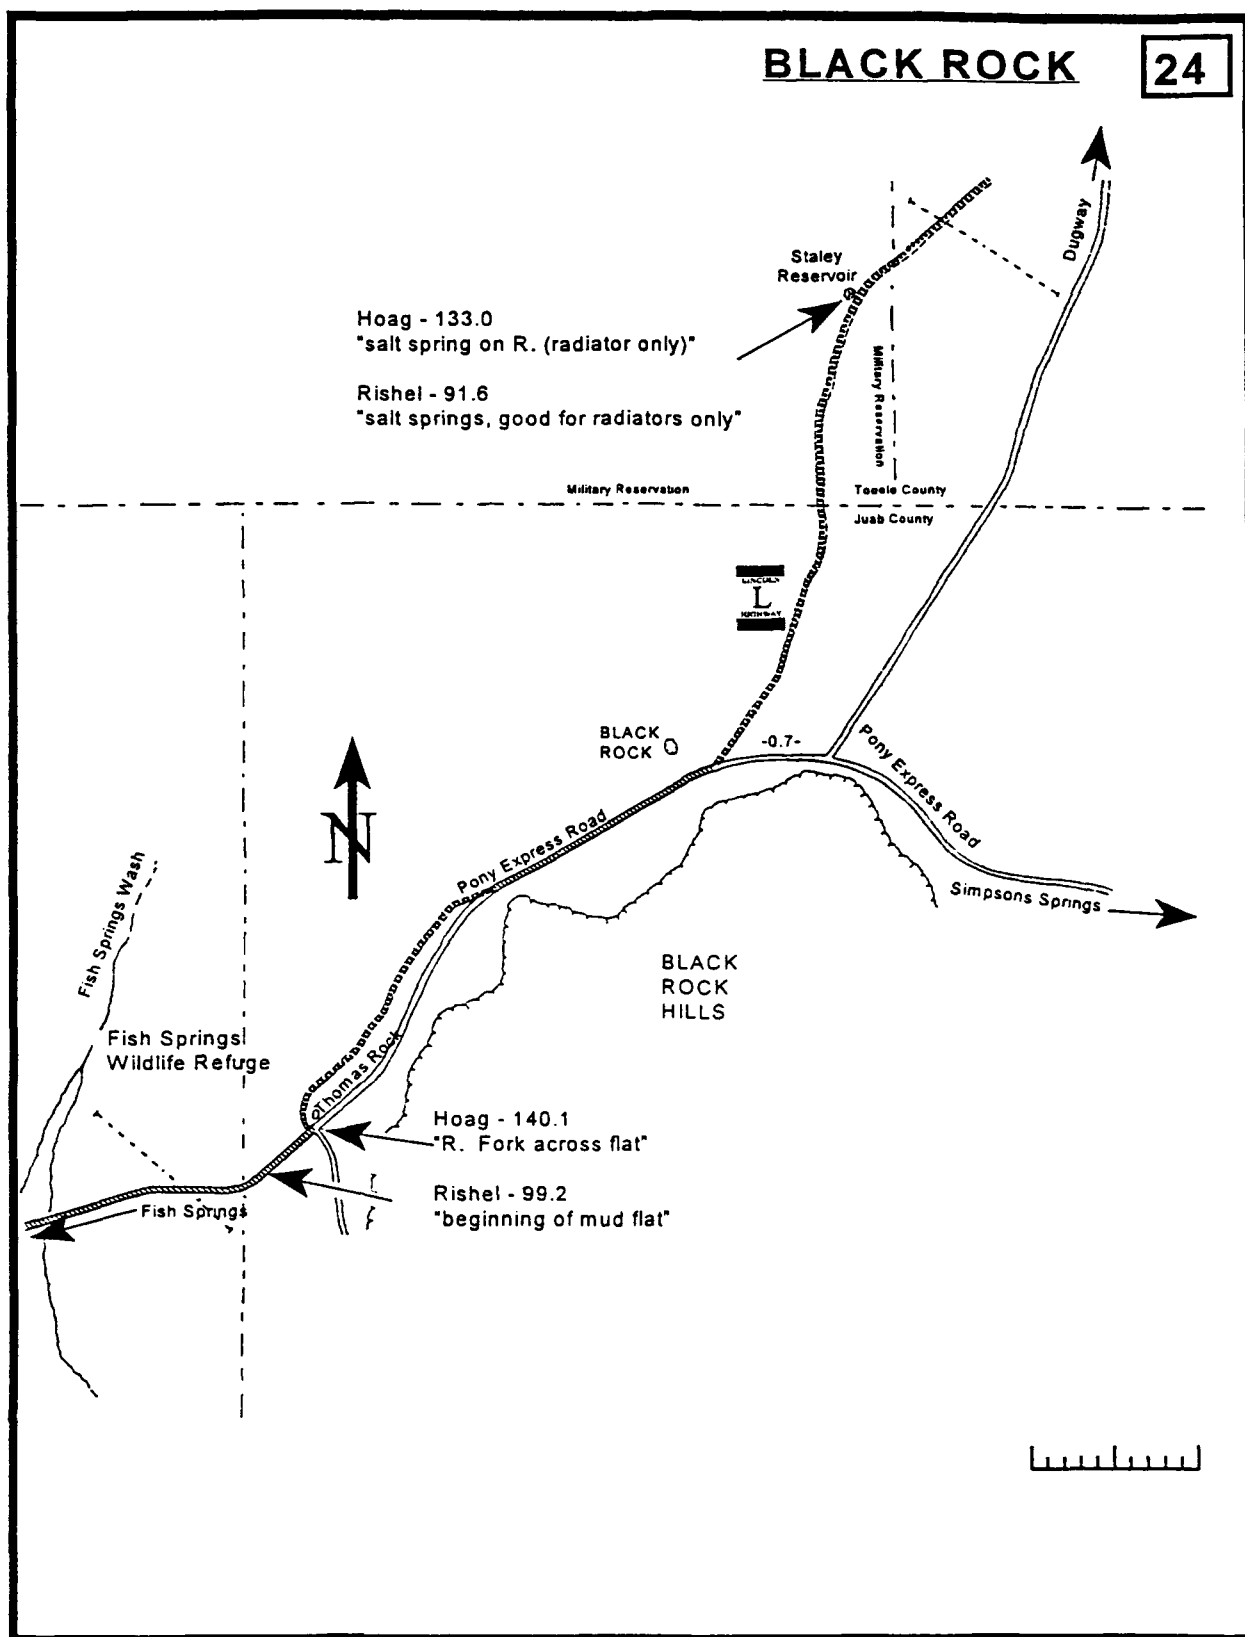 BLACK ROCK
24
Dugway
Staley
Reservoir
Hoag - 133.0
"salt spring on R. (radiator only)"
Rishel - 91.6
"salt springs, good for radiators only"
Military Reservation
Military Reservation
Tooele County
Juab County
LINCOLN
L
HIGHWAY
BLACK
ROCK
-0.7-
Pony Express Road
Pony Express Road
Simpsons Springs
N
Fish Springs Wash
BLACK
ROCK
HILLS
Fish Springs
Wildlife Refuge
Thomas Rock
Hoag - 140.1
"R. Fork across flat"
Rishel - 99.2
"beginning of mud flat"
Fish Springs